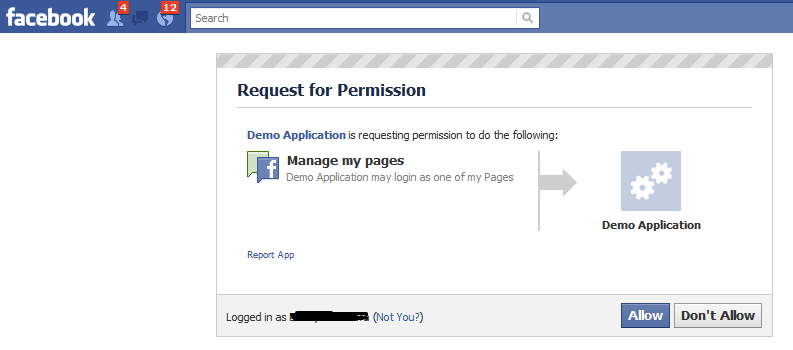 facebook 4 12 Search
Request for Permission
Demo Application is requesting permission to do the following:
Manage my pages
Demo Application may login as one of my Pages
Demo Application
Report App
Logged in as (Not You?) Allow Don't Allow